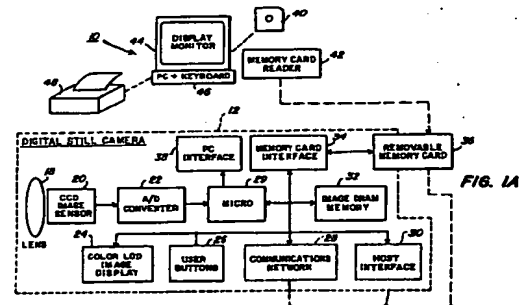 10
44
DISPLAY
MONITOR
40
MEMORY CARD
READER
42
48
PC + KEYBOARD
46
DIGITAL STILL CAMERA
12
38
PC
INTERFACE
MEMORY CARD
INTERFACE
34
REMOVABLE
MEMORY CARD
36
FIG. 1A
18
LENS
20
CCD
IMAGE
SENSOR
22
A/D
CONVERTER
29
MICRO
32
IMAGE DRAM
MEMORY
24
COLOR LCD
IMAGE
DISPLAY
26
USER
BUTTONS
28
COMMUNICATIONS
NETWORK
30
HOST
INTERFACE